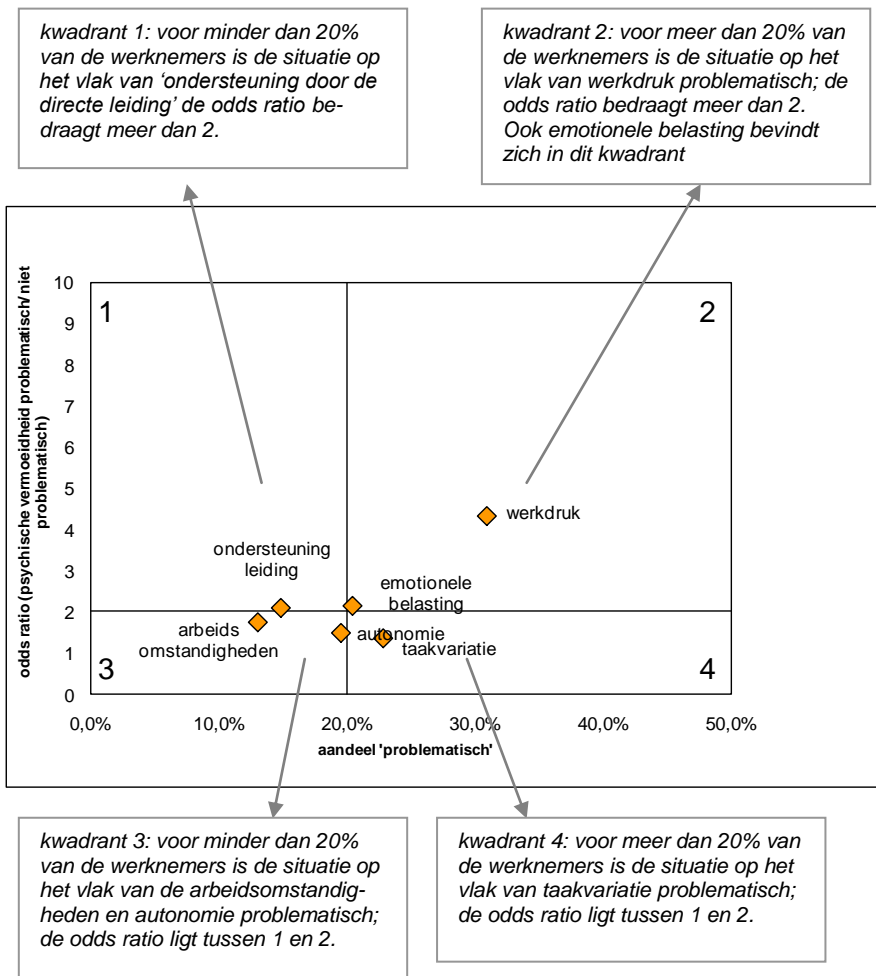 kwadrant 1: voor minder dan 20%
van de werknemers is de situatie op
het vlak van ‘ondersteuning door de
directe leiding’ de odds ratio be-
draagt meer dan 2.
kwadrant 2: voor meer dan 20% van
de werknemers is de situatie op het
vlak van werkdruk problematisch; de
odds ratio bedraagt meer dan 2.
Ook emotionele belasting bevindt
zich in dit kwadrant
odds ratio (psychische vermoeidheid problematisch/niet
problematisch)
10
9
8
7
6
5
4
3
2
1
0
1
2
3
4
werkdruk
ondersteuning
leiding
emotionele
belasting
arbeids
omstandigheden
autonomie
taakvariatie
0,0%
10,0%
20,0%
30,0%
40,0%
50,0%
aandeel 'problematisch'
kwadrant 3: voor minder dan 20%
van de werknemers is de situatie op
het vlak van de arbeidsomstandig-
heden en autonomie problematisch;
de odds ratio ligt tussen 1 en 2.
kwadrant 4: voor meer dan 20% van
de werknemers is de situatie op het
vlak van taakvariatie problematisch;
de odds ratio ligt tussen 1 en 2.